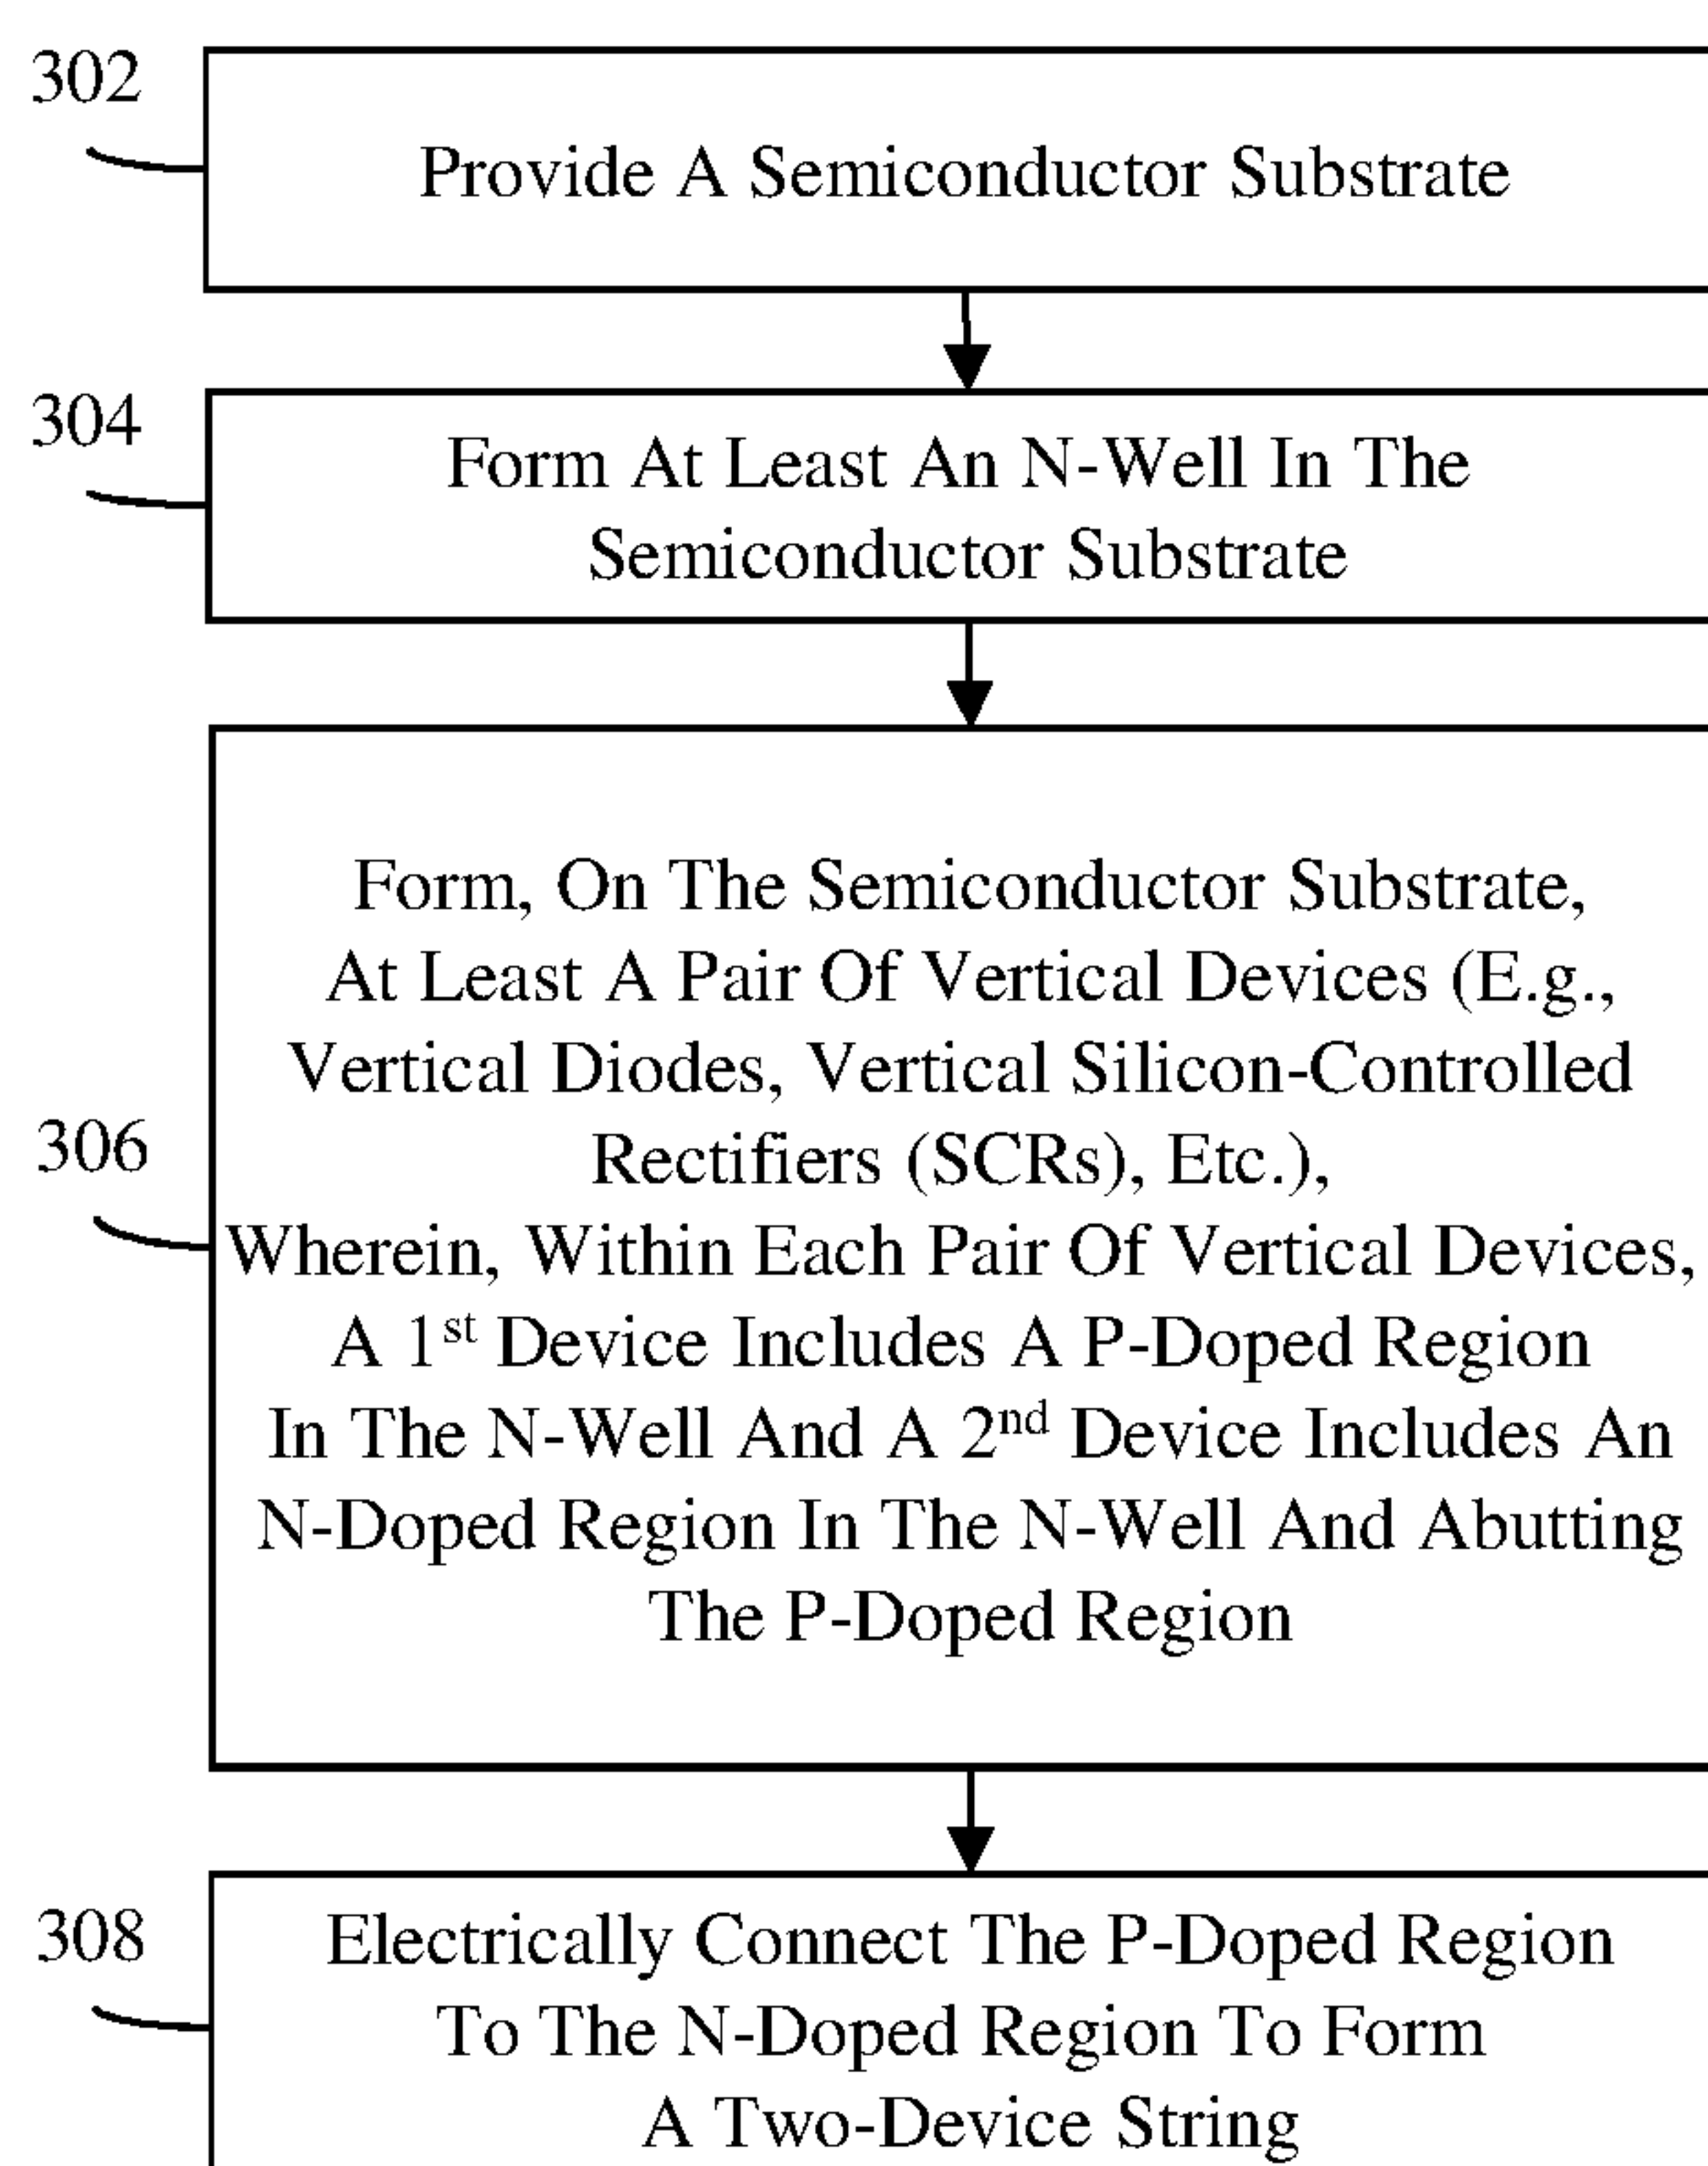 302
Provide A Semiconductor Substrate
304
Form At Least An N-Well In The
Semiconductor Substrate
306
Form, On The Semiconductor Substrate,
At Least A Pair Of Vertical Devices (E.g.,
Vertical Diodes, Vertical Silicon-Controlled
Rectifiers (SCRs), Etc.),
Wherein, Within Each Pair Of Vertical Devices,
A 1st Device Includes A P-Doped Region
In The N-Well And A 2nd Device Includes An
N-Doped Region In The N-Well And Abutting
The P-Doped Region
308
Electrically Connect The P-Doped Region
To The N-Doped Region To Form
A Two-Device String